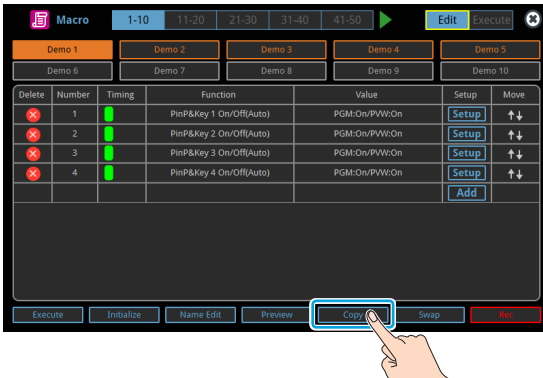 Macro 1-10 11-20 21-30 31-40 41-50 Edit Execute
Demo 1 Demo 2 Demo 3 Demo 4 Demo 5
Demo 6 Demo 7 Demo 8 Demo 9 Demo 10
Delete Number Timing Function Value Setup Move
1 PinP&Key 1 On/Off(Auto) PGM:On/PVW:On Setup
2 PinP&Key 2 On/Off(Auto) PGM:On/PVW:On Setup
3 PinP&Key 3 On/Off(Auto) PGM:On/PVW:On Setup
4 PinP&Key 4 On/Off(Auto) PGM:On/PVW:On Setup
Add
Execute Initialize Name Edit Preview Copy Swap Rec